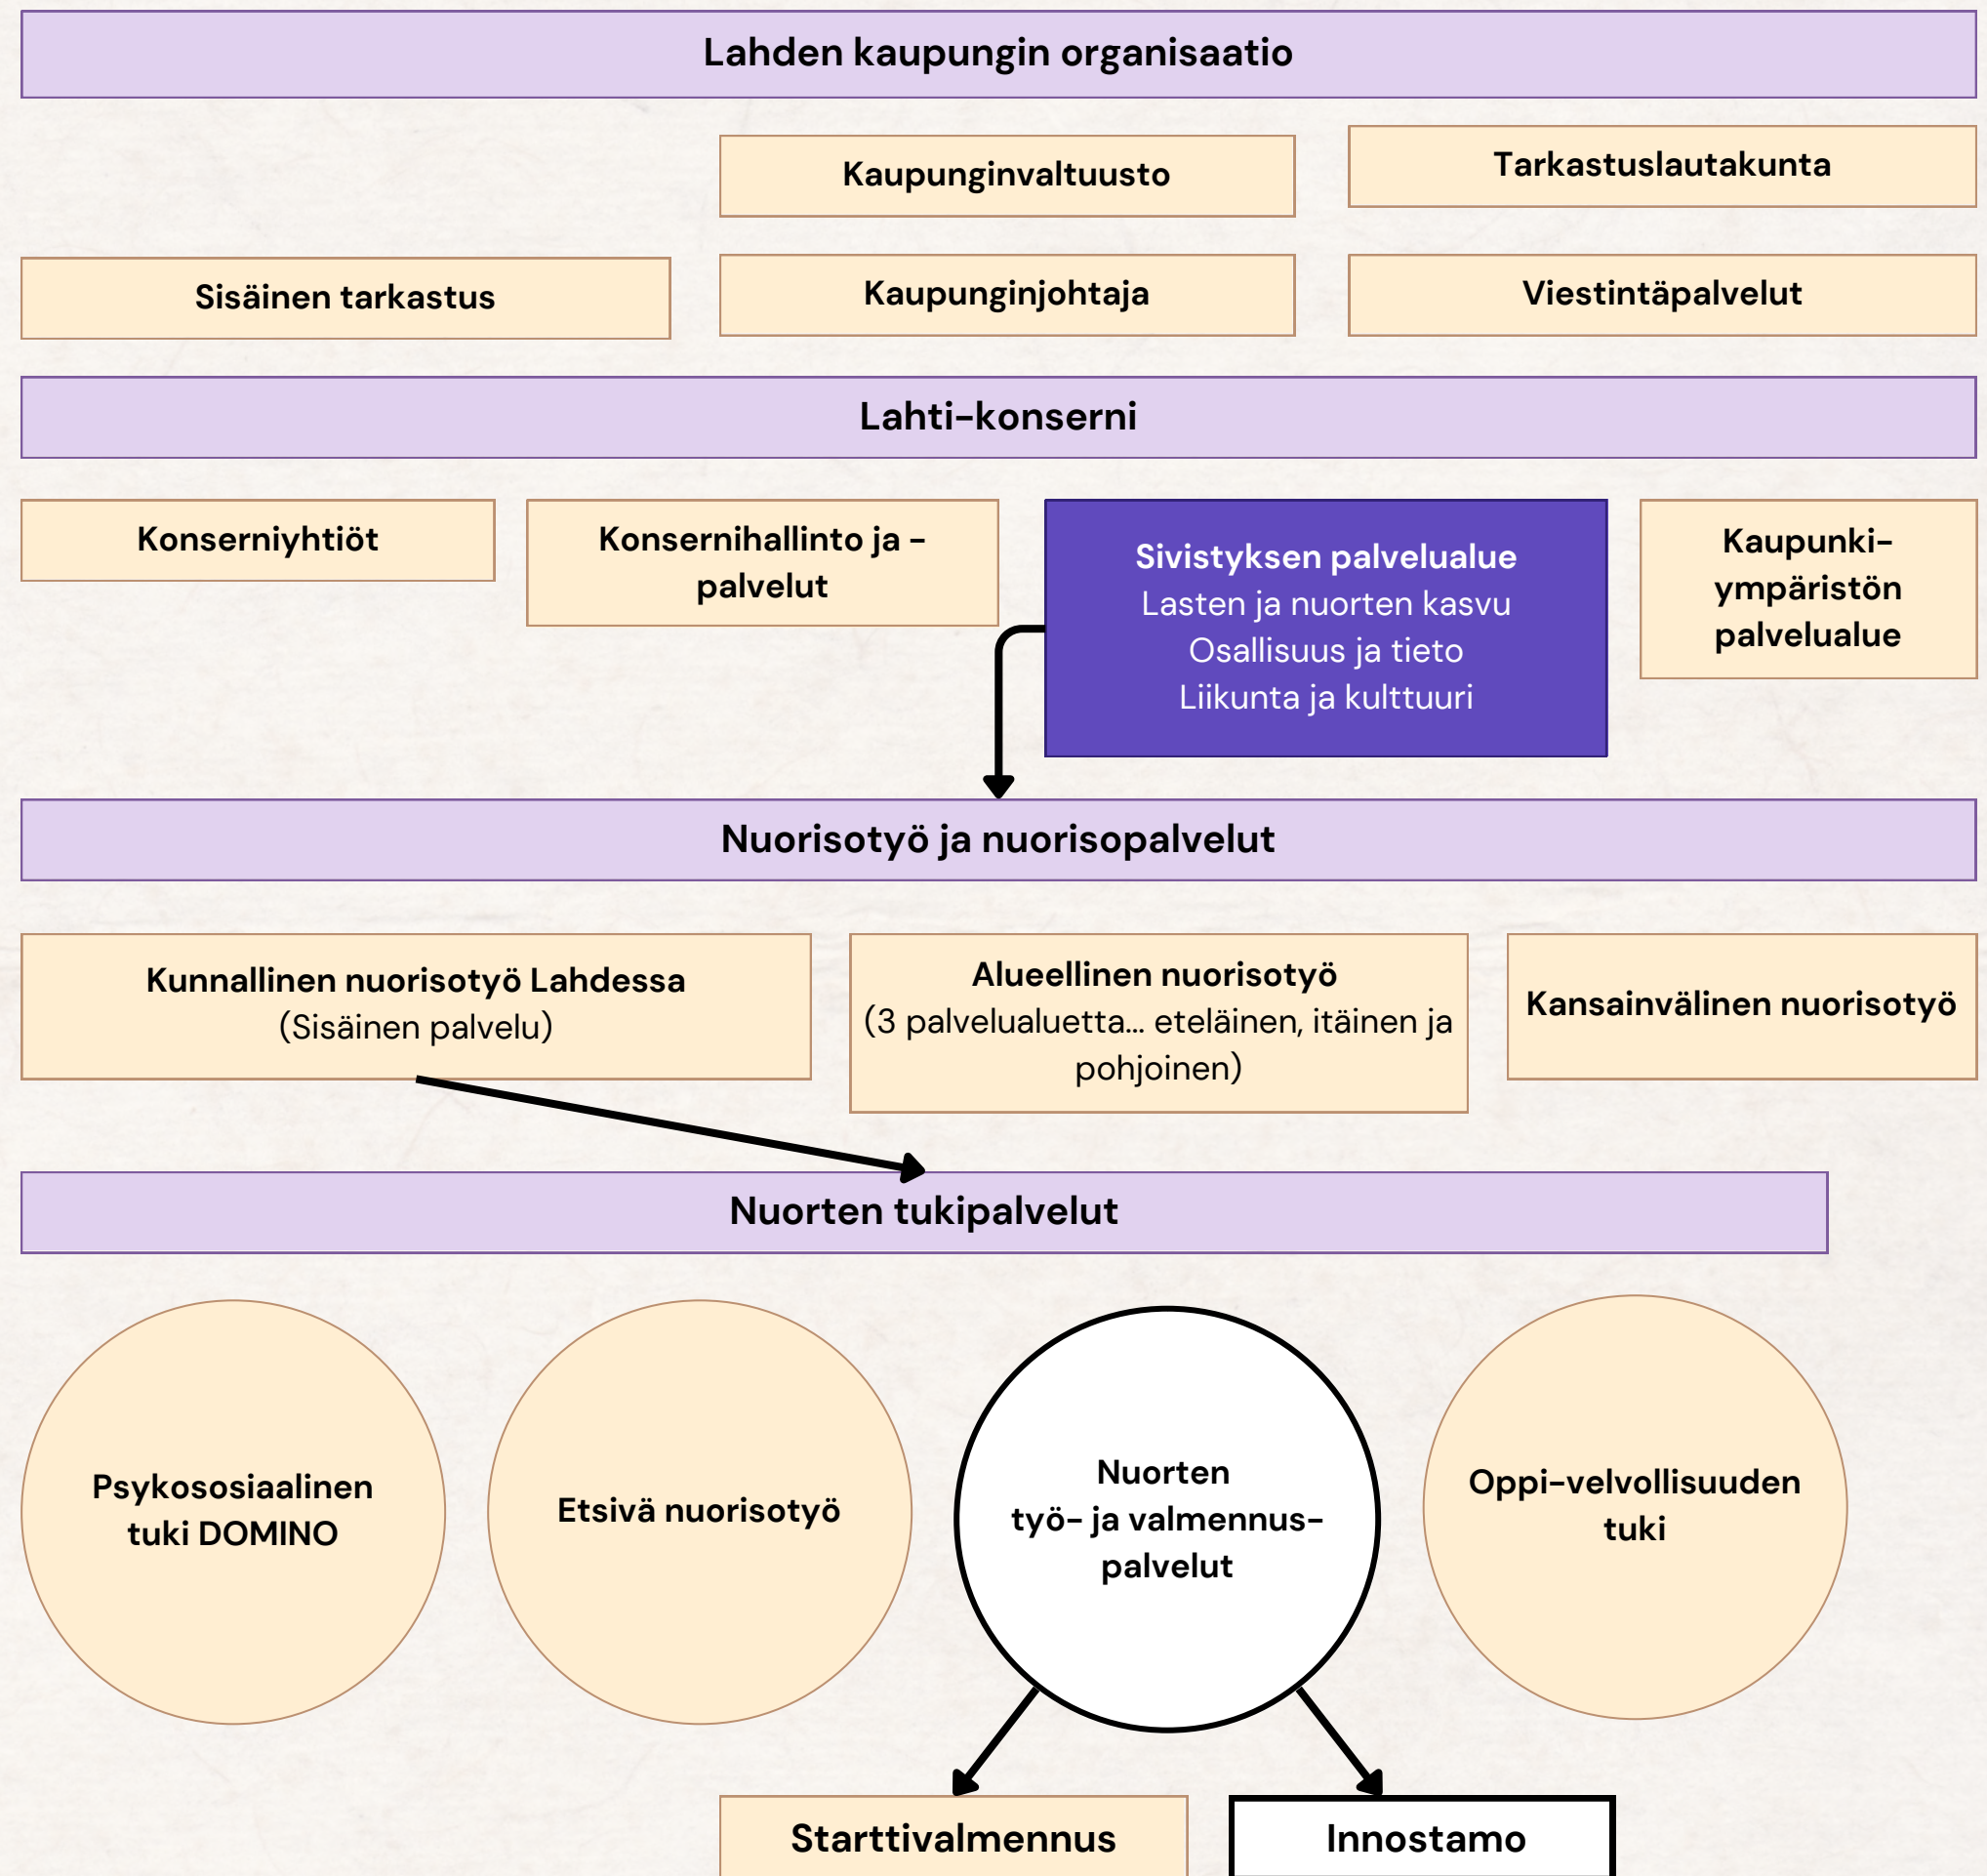 Lahden kaupungin organisaatio
Kaupunginvaltuusto
Tarkastuslautakunta
Sisäinen tarkastus
Kaupunginjohtaja
Viestintäpalvelut
Lahti-konserni
Konserniyhtiöt
Konsernihallinto ja -
palvelut
Sivistyksen palvelualue
Lasten ja nuorten kasvu
Osallisuus ja tieto
Liikunta ja kulttuuri
Kaupunki-
ympäristön
palvelualue
Nuorisotyö ja nuorisopalvelut
Kunnallinen nuorisotyö Lahdessa
(Sisäinen palvelu)
Alueellinen nuorisotyö
(3 palvelualuetta... eteläinen, itäinen ja
pohjoinen)
Kansainvälinen nuorisotyö
Nuorten tukipalvelut
Psykososiaalinen
tuki DOMINO
Etsivä nuorisotyö
Nuorten
työ- ja valmennus-
palvelut
Oppi-velvollisuuden
tuki
Starttivalmennus
Innostamo